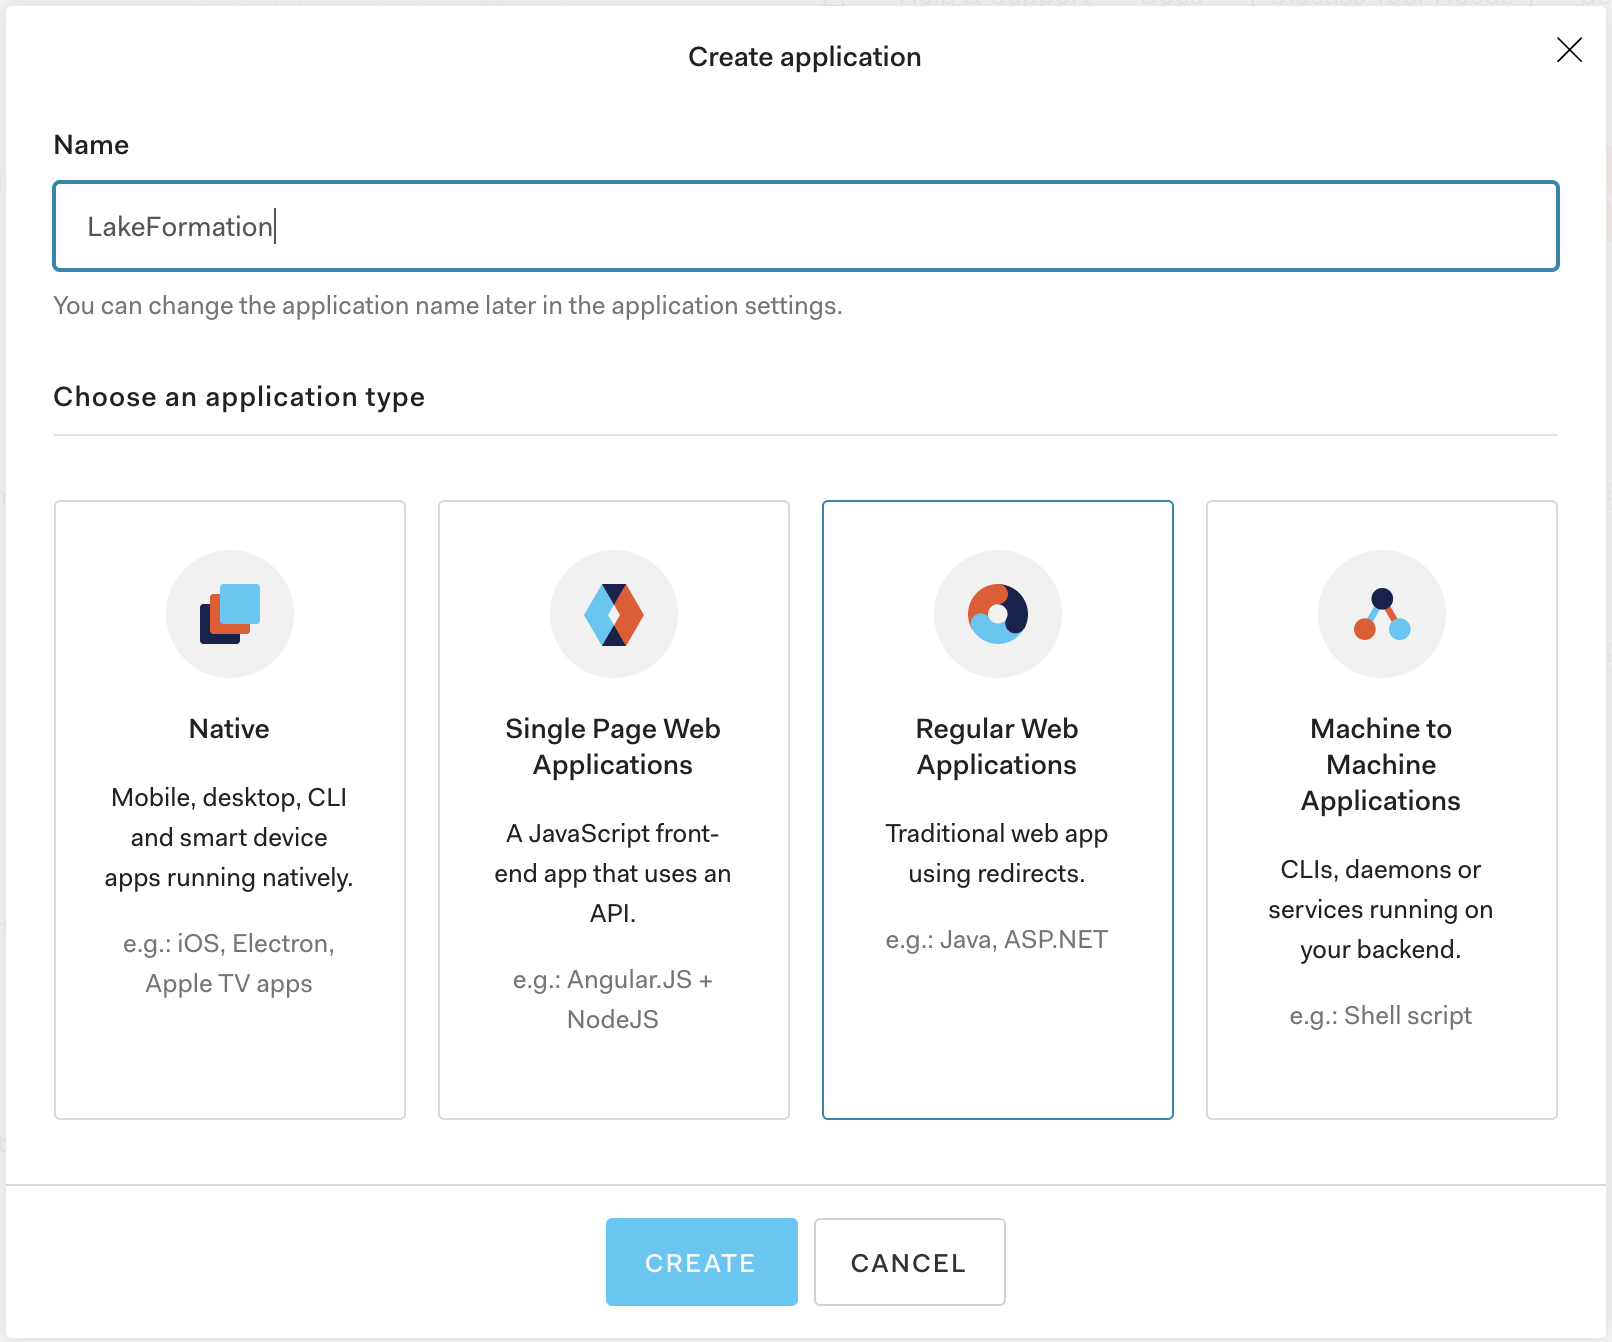 Create application
Name
LakeFormation
You can change the application name later in the application settings.
Choose an application type
Native
Mobile, desktop, CLI
and smart device
apps running natively.
e.g.: iOS, Electron,
Apple TV apps
Single Page Web
Applications
A JavaScript front-
end app that uses an
API.
e.g.: Angular.JS +
NodeJS
Regular Web
Applications
Traditional web app
using redirects.
e.g.: Java, ASP.NET
Machine to
Machine
Applications
CLIs, daemons or
services running on
your backend.
e.g.: Shell script
CREATE
CANCEL